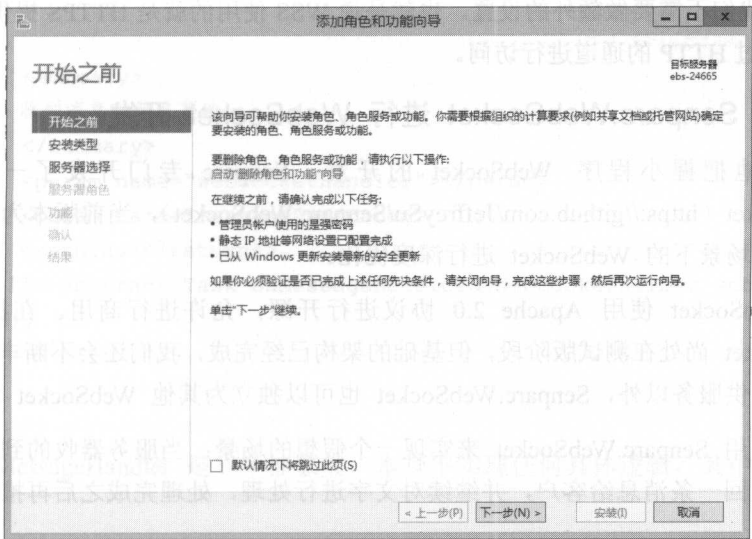 添加角色和功能向导
开始之前
目标服务器
ebs-24665
开始之前
安装类型
服务器选择
服务器角色
功能
确认
结果
该向导可帮助你安装角色、角色服务或功能。你需要根据组织的计算要求(例如共享文档或托管网站)确定
要安装的角色、角色服务或功能。
要删除角色、角色服务或功能，请执行以下操作:
启动"删除角色和功能"向导
在继续之前，请确认完成以下任务:
• 管理员帐户使用的是强密码
• 静态 IP 地址等网络设置已配置完成
• 已从 Windows 更新安装最新的安全更新
如果你必须验证是否已完成上述任何先决条件，请关闭向导，完成这些步骤，然后再次运行向导。
单击"下一步"继续。
默认情况下将跳过此页(S)
< 上一步(P) 下一步(N) > 安装(I) 取消